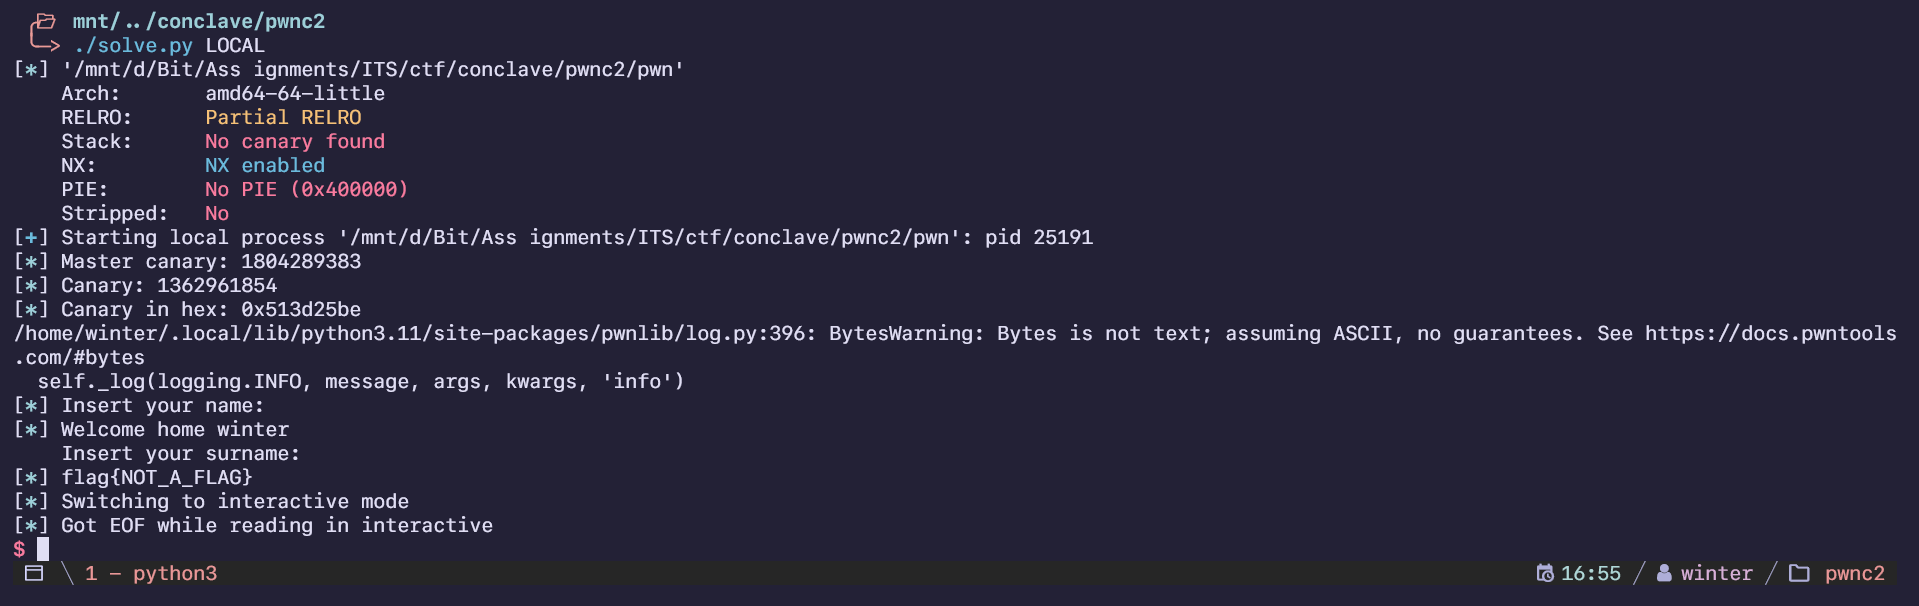 mnt/../conclave/pwnc2
./solve.py LOCAL
[*] '/mnt/d/Bit/Ass ignments/ITS/ctf/conclave/pwnc2/pwn'
    Arch:       amd64-64-little
    RELRO:      Partial RELRO
    Stack:      No canary found
    NX:         NX enabled
    PIE:        No PIE (0x400000)
    Stripped:   No
[+] Starting local process '/mnt/d/Bit/Ass ignments/ITS/ctf/conclave/pwnc2/pwn': pid 25191
[*] Master canary: 1804289383
[*] Canary: 1362961854
[*] Canary in hex: 0x513d25be
/home/winter/.local/lib/python3.11/site-packages/pwnlib/log.py:396: BytesWarning: Bytes is not text; assuming ASCII, no guarantees. See https://docs.pwntools
.com/#bytes
  self._log(logging.INFO, message, args, kwargs, 'info')
[*] Insert your name:
[*] Welcome home winter
    Insert your surname:
[*] flag{NOT_A_FLAG}
[*] Switching to interactive mode
[*] Got EOF while reading in interactive
$
1 - python3 16:55 / winter / pwnc2